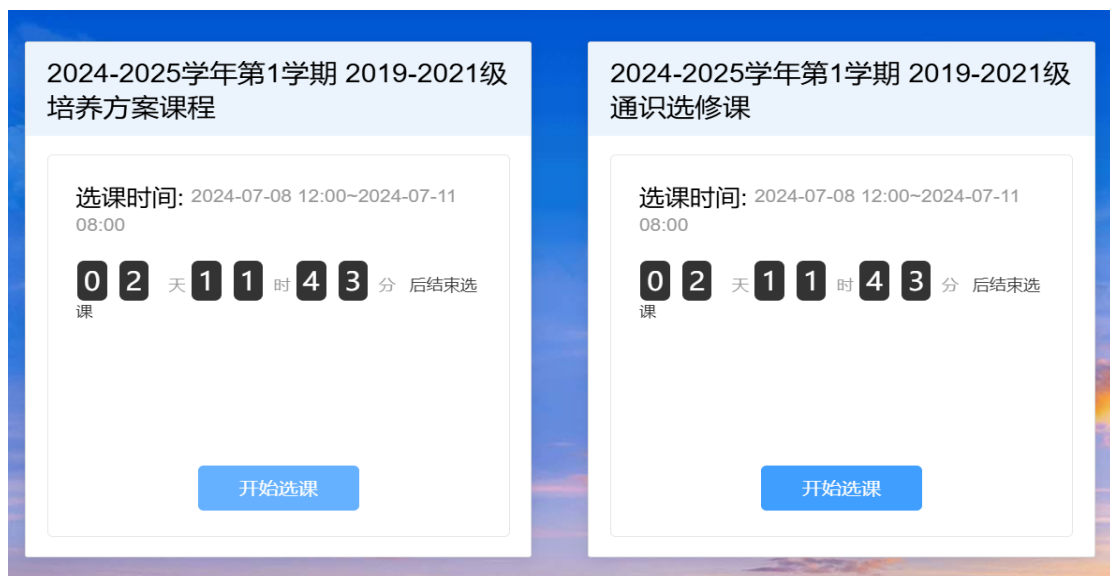 2024-2025学年第1学期 2019-2021级
培养方案课程
选课时间: 2024-07-08 12:00~2024-07-11
08:00
0 2 天 1 1 时 4 3 分 后结束选
课
开始选课
2024-2025学年第1学期 2019-2021级
通识选修课
选课时间: 2024-07-08 12:00~2024-07-11
08:00
0 2 天 1 1 时 4 3 分 后结束选
课
开始选课